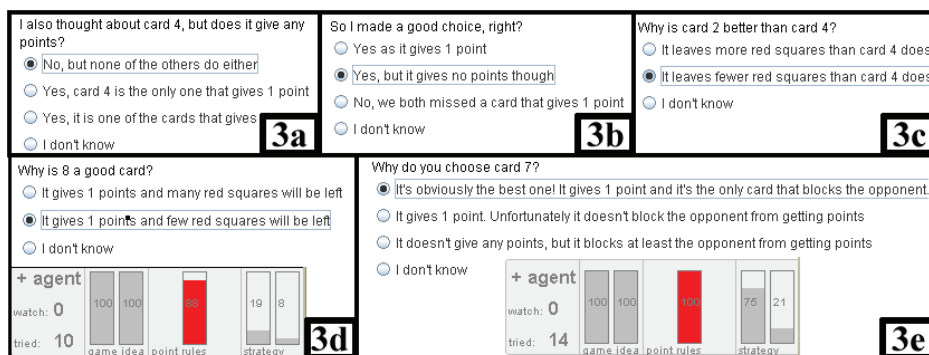 I also thought about card 4, but does it give any
points?
No, but none of the others do either
Yes, card 4 is the only one that gives 1 point
Yes, it is one of the cards that gives
I don't know
3a
So I made a good choice, right?
Yes as it gives 1 point
Yes, but it gives no points though
No, we both missed a card that gives 1 point
I don't know
3b
Why is card 2 better than card 4?
It leaves more red squares than card 4 does
It leaves fewer red squares than card 4 does
I don't know
3c
Why is 8 a good card?
It gives 1 points and many red squares will be left
It gives 1 points and few red squares will be left
I don't know
+ agent
watch: 0
tried: 10
100 100 88 19 8
game idea point rules strategy
3d
Why do you choose card 7?
It's obviously the best one! It gives 1 point and it's the only card that blocks the opponent.
It gives 1 point. Unfortunately it doesn't block the opponent from getting points
It doesn't give any points, but it blocks at least the opponent from getting points
I don't know
+ agent
watch: 0
tried: 14
100 100 100 75 21
game idea point rules strategy
3e